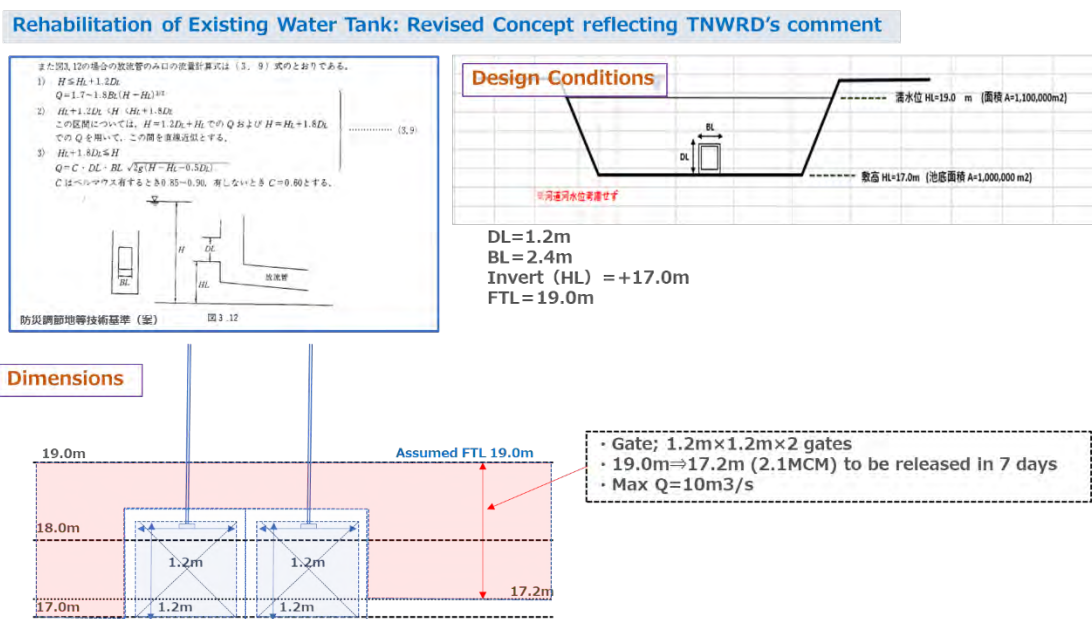 Rehabilitation of Existing Water Tank: Revised Concept reflecting TNWRD's comment
また図3.12の場合の放流管のみ口の流量計算式は(3.9)式のとおりである。
1) H≦HL+1.2DL
Q=1.7~1.8BL(H-HL)3/2
2) HL+1.2DL<H<HL+1.8DL
この区間については、H=1.2DL+HLでのQおよびH=HL+1.8DL
でのQを用いて、この間を直線近似とする。
(3.9)
3) HL+1.8DL≦H
Q=C・DL・BL√2g(H-HL-0.5DL)
Cはベルマウス有するとき0.85~0.90, 有しないときC=0.60とする。
H
DL
HL
BL
放流管
防災調節地等技術基準(案)
図3.12
Design Conditions
満水位 HL=19.0 m (面積 A=1,100,000m2)
BL
DL
敷高 HL=17.0m (池底面積 A=1,000,000 m2)
※河道河水位考慮せず
DL=1.2m
BL=2.4m
Invert (HL) =+17.0m
FTL=19.0m
Dimensions
19.0m
Assumed FTL 19.0m
18.0m
1.2m
1.2m
17.2m
17.0m
1.2m
1.2m
・Gate; 1.2m×1.2m×2 gates
・19.0m⇒17.2m (2.1MCM) to be released in 7 days
・Max Q=10m3/s